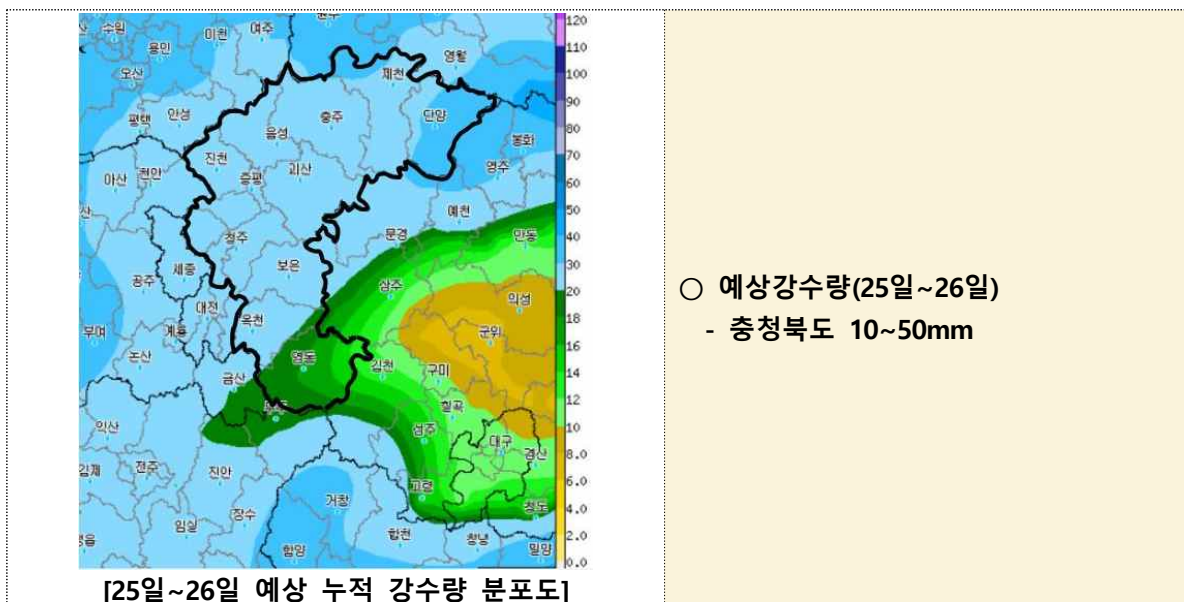 수원
용인
이천
여주
영월
오산
제천
평택
안성
음성
충주
단양
봉화
진천
영주
아산
천안
증평
괴산
예천
청주
문경
안동
세종
보은
공주
상주
대전
의성
부여
계룡
옥천
군위
논산
영동
금산
김천
구미
칠곡
익산
성주
대구
김제
전주
진안
경산
고령
거창
청도
임실
장수
합천
함양
창녕
밀양
120
110
100
90
80
70
60
50
40
30
20
18
16
14
12
10
8.0
6.0
4.0
2.0
0.0
[25일~26일 예상 누적 강수량 분포도]
○ 예상강수량(25일~26일)
- 충청북도 10~50mm